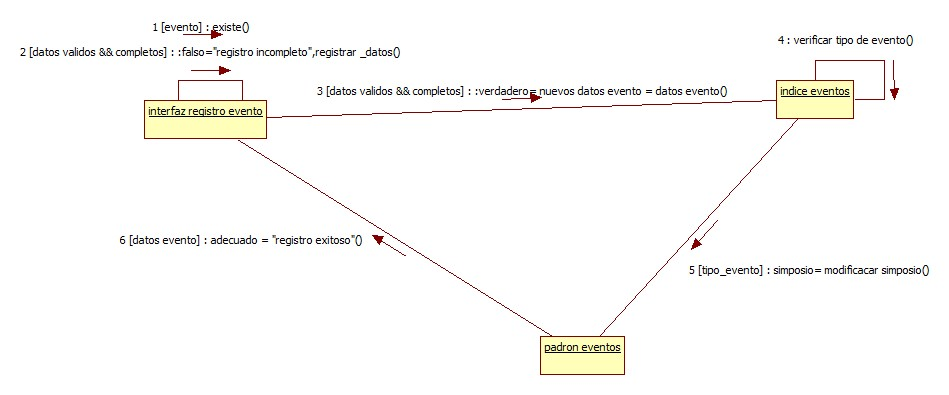 1 [evento] : existe()
2 [datos validos && completos] : :falso="registro incompleto",registrar _datos()
4 : verificar tipo de evento()
3 [datos validos && completos] : :verdadero= nuevos datos evento = datos evento()
interfaz registro evento
indice eventos
6 [datos evento] : adecuado = "registro exitoso"()
5 [tipo_evento] : simposio= modificacar simposio()
padron eventos